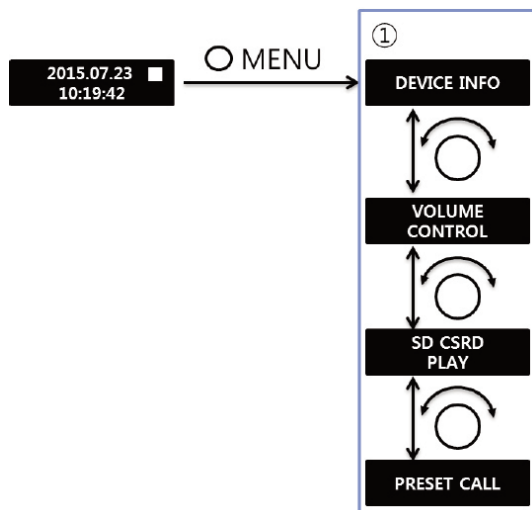 2015.07.23
10:19:42
MENU
①
DEVICE INFO
VOLUME
CONTROL
SD CSRD
PLAY
PRESET CALL